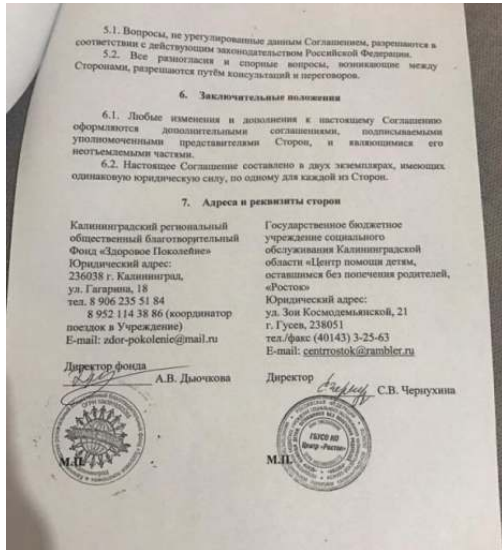 5.1. Вопросы, не урегулированные данным Соглашением, разрешаются в
соответствии с действующим законодательством Российской Федерации.
5.2. Все разногласия и спорные вопросы, возникающие между
Сторонами, разрешаются путём консультаций и переговоров.
6. Заключительные положения
6.1. Любые изменения и дополнения к настоящему Соглашению
оформляются дополнительными соглашениями, подписываемыми
уполномоченными представителями Сторон, и являющимися его
неотъемлемыми частями.
6.2. Настоящее Соглашение составлено в двух экземплярах, имеющих
одинаковую юридическую силу, по одному для каждой из Сторон.
7. Адреса и реквизиты сторон
Калининградский региональный
общественный благотворительный
Фонд «Здоровое Поколение»
Юридический адрес:
236038 г. Калининград,
ул. Гагарина, 18
тел. 8 906 235 51 84
8 952 114 38 86 (координатор
поездок в Учреждение)
E-mail: zdor-pokolenie@mail.ru
Директор фонда
А.В. Дьючкова
М.П.
Государственное бюджетное
учреждение социального
обслуживания Калининградской
области «Центр помощи детям,
оставшимся без попечения родителей,
«Росток»
Юридический адрес:
ул. Зои Космодемьянской, 21
г. Гусев, 238051
тел./факс (40143) 3-25-63
E-mail: centrrostok@rambler.ru
Директор
С.В. Чернухина
ГБУСО КО
Центр «Росток»
М.П.